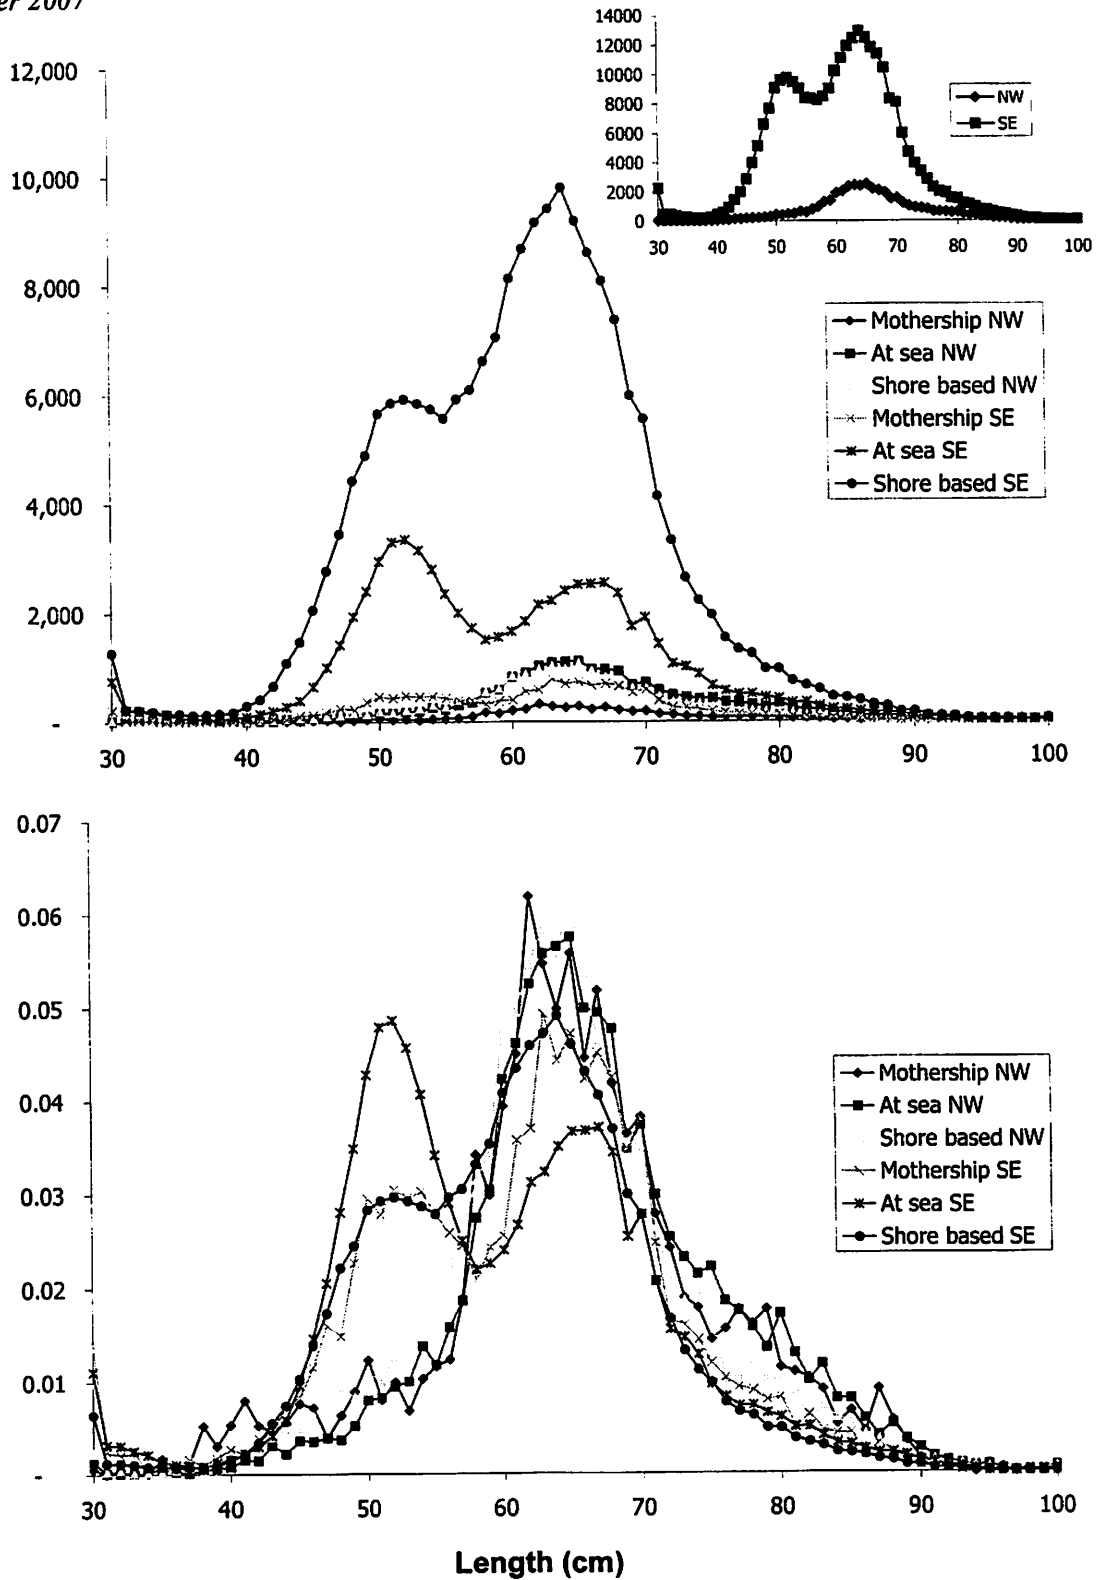 er 2007
14000
12000
10000
8000
6000
4000
2000
0
30 40 50 60 70 80 90 100
NW
SE
12,000
10,000
8,000
6,000
4,000
2,000
-
30 40 50 60 70 80 90 100
Mothership NW
At sea NW
Shore based NW
Mothership SE
At sea SE
Shore based SE
0.07
0.06
0.05
0.04
0.03
0.02
0.01
-
30 40 50 60 70 80 90 100
Mothership NW
At sea NW
Shore based NW
Mothership SE
At sea SE
Shore based SE
Length (cm)